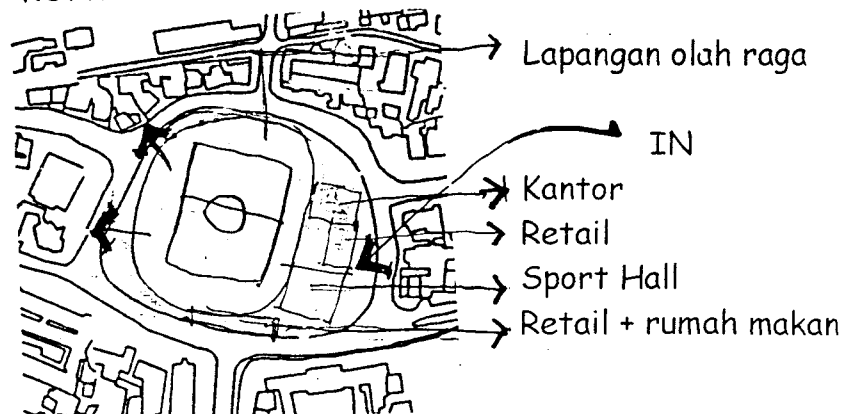 Lapangan olah raga
IN
Kantor
Retail
Sport Hall
Retail + rumah makan